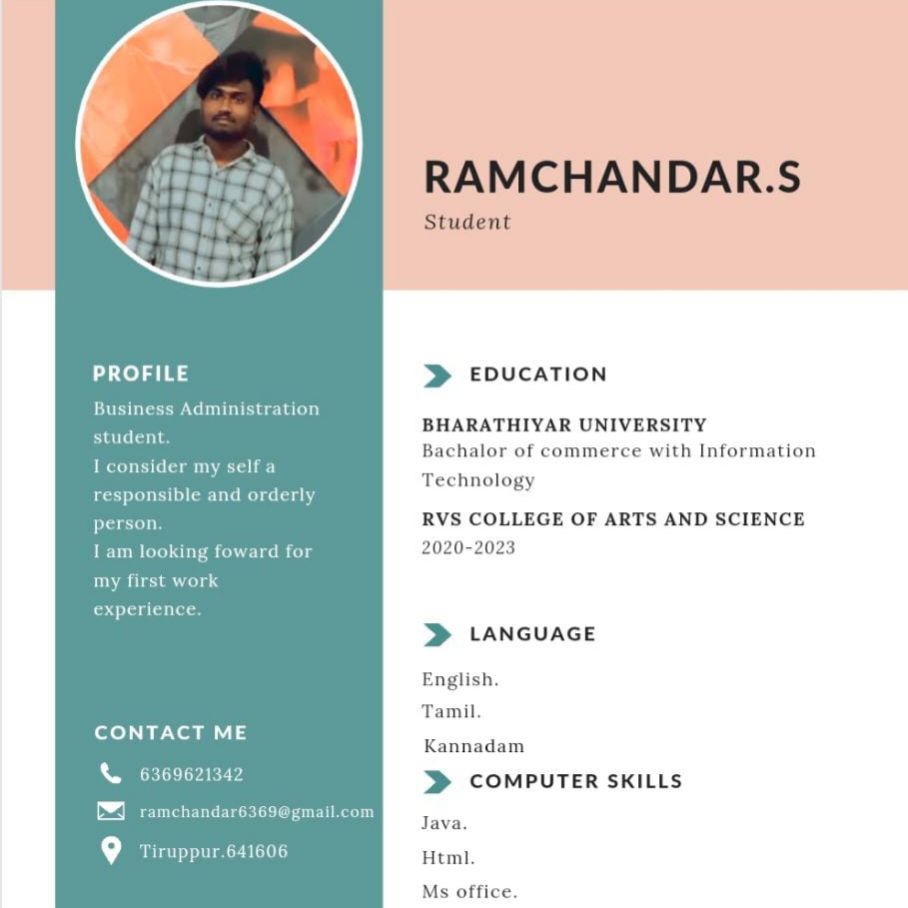 RAMCHANDAR.S
Student
PROFILE
Business Administration
student.
I consider my self a
responsible and orderly
person.
I am looking foward for
my first work
experience.
CONTACT ME
6369621342
ramchandar6369@gmail.com
Tiruppur.641606
EDUCATION
BHARATHIYAR UNIVERSITY
Bachalor of commerce with Information
Technology
RVS COLLEGE OF ARTS AND SCIENCE
2020-2023
LANGUAGE
English.
Tamil.
Kannadam
COMPUTER SKILLS
Java.
Html.
Ms office.